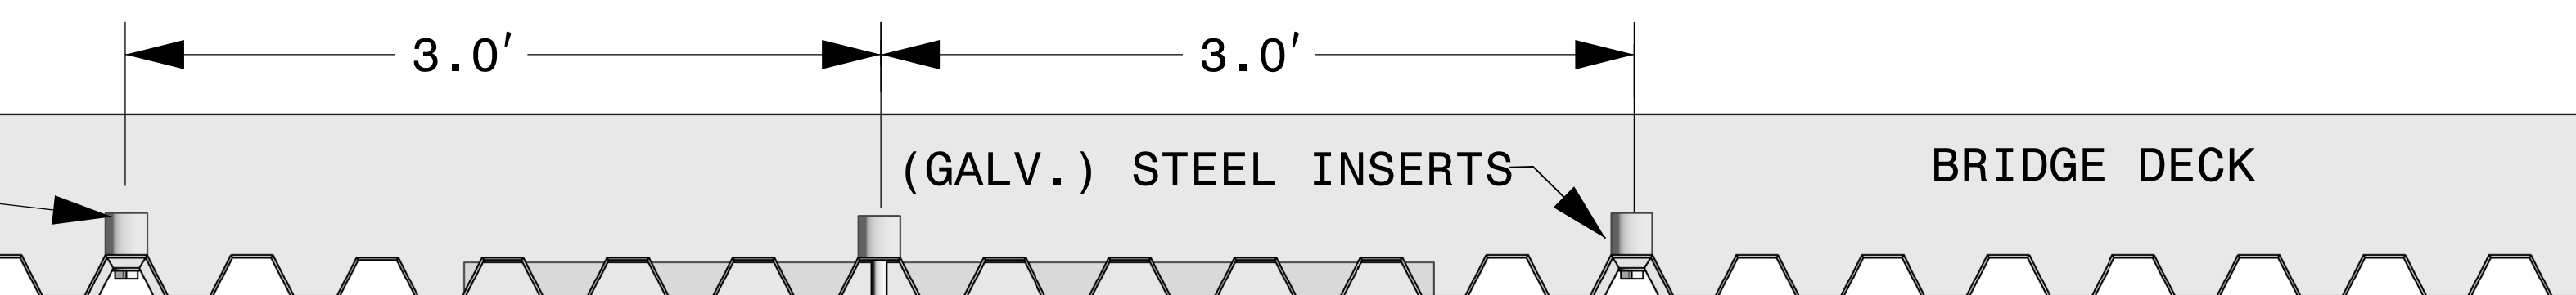 3.0' 3.0'
(GALV.) STEEL INSERTS
BRIDGE DECK